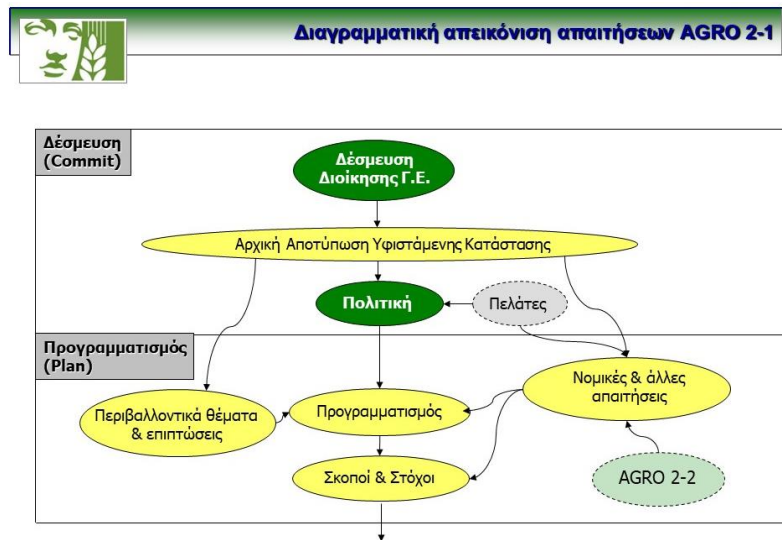 Διαγραμματική απεικόνιση απαιτήσεων AGRO 2-1
Δέσμευση
(Commit)
Δέσμευση
Διοίκησης Γ.Ε.
Αρχική Αποτύπωση Υφιστάμενης Κατάστασης
Πολιτική
Πελάτες
Προγραμματισμός
(Plan)
Περιβαλλοντικά θέματα
& επιπτώσεις
Προγραμματισμός
Νομικές & άλλες
απαιτήσεις
Σκοποί & Στόχοι
AGRO 2-2